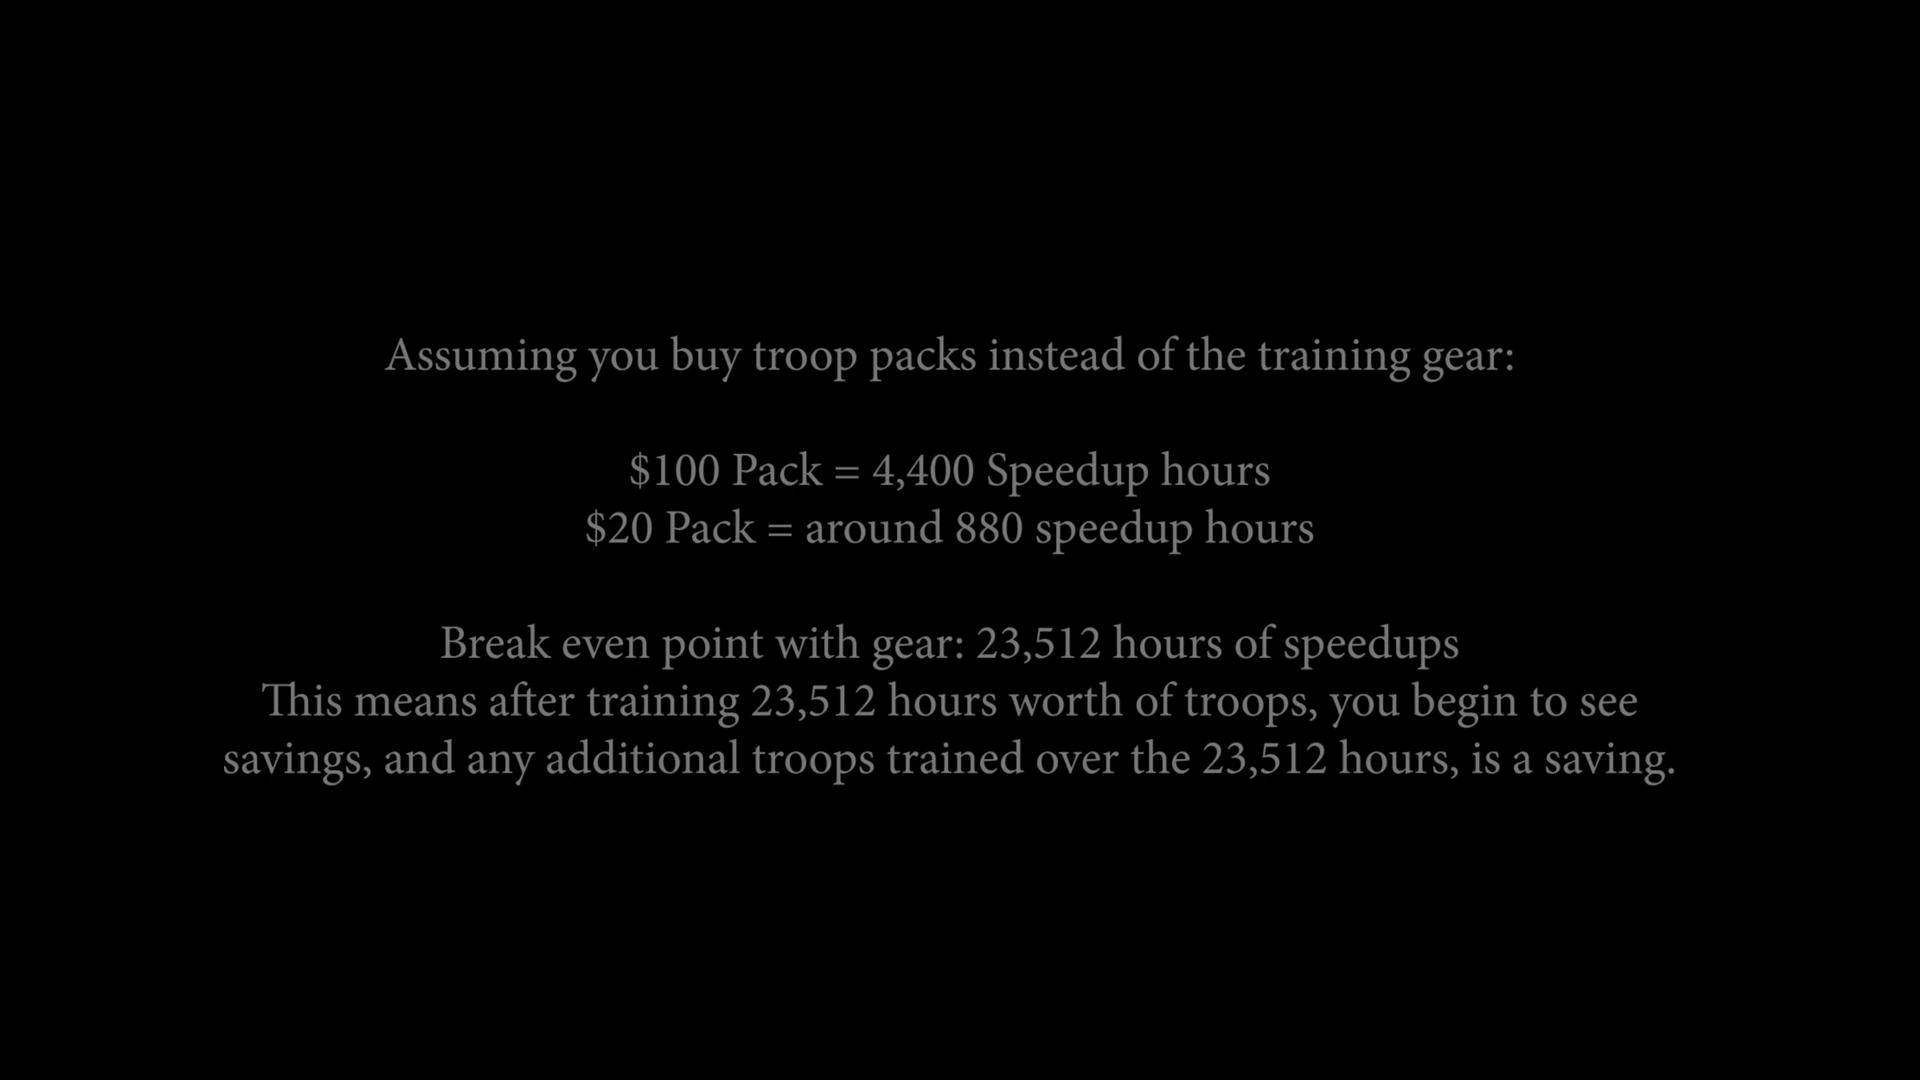 Assuming you buy troop packs instead of the training gear:
$100 Pack = 4,400 Speedup hours
$20 Pack = around 880 speedup hours
Break even point with gear: 23,512 hours of speedups
This means after training 23,512 hours worth of troops, you begin to see
savings, and any additional troops trained over the 23,512 hours, is a saving.